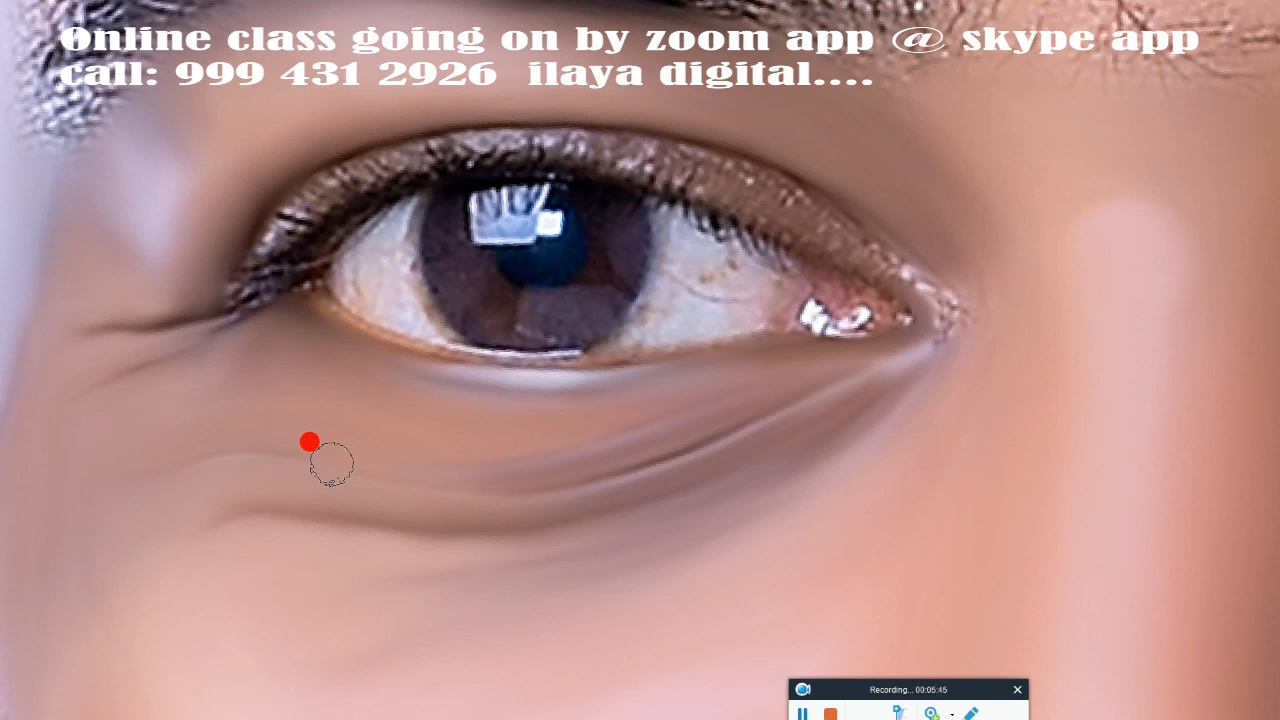 Online class going on by zoom app @ skype app
call: 999 431 2926 ilaya digital....
Recording... 00:05:45